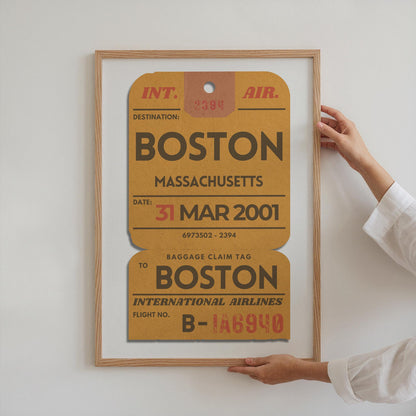 INT. AIR.
2394
DESTINATION:
BOSTON
MASSACHUSETTS
DATE:
31 MAR 2001
6973502 - 2394
BAGGAGE CLAIM TAG
TO BOSTON
INTERNATIONAL AIRLINES
FLIGHT NO.
B-1A6940